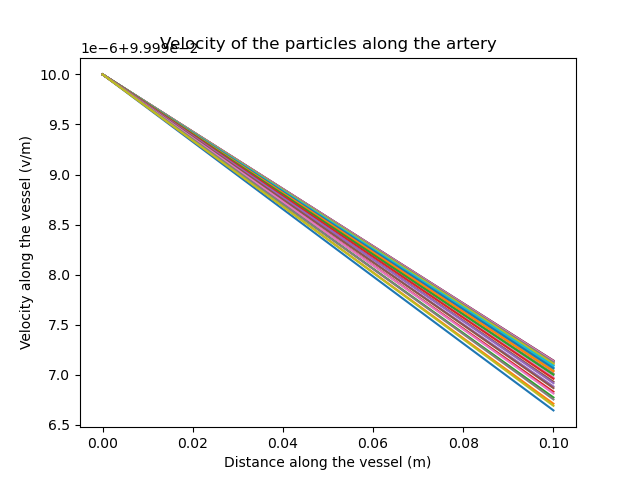 Velocity of the particles along the artery
1e−6+9.999e−2
10.0
9.5
9.0
8.5
8.0
7.5
7.0
6.5
Velocity along the vessel (v/m)
0.00 0.02 0.04 0.06 0.08 0.10
Distance along the vessel (m)